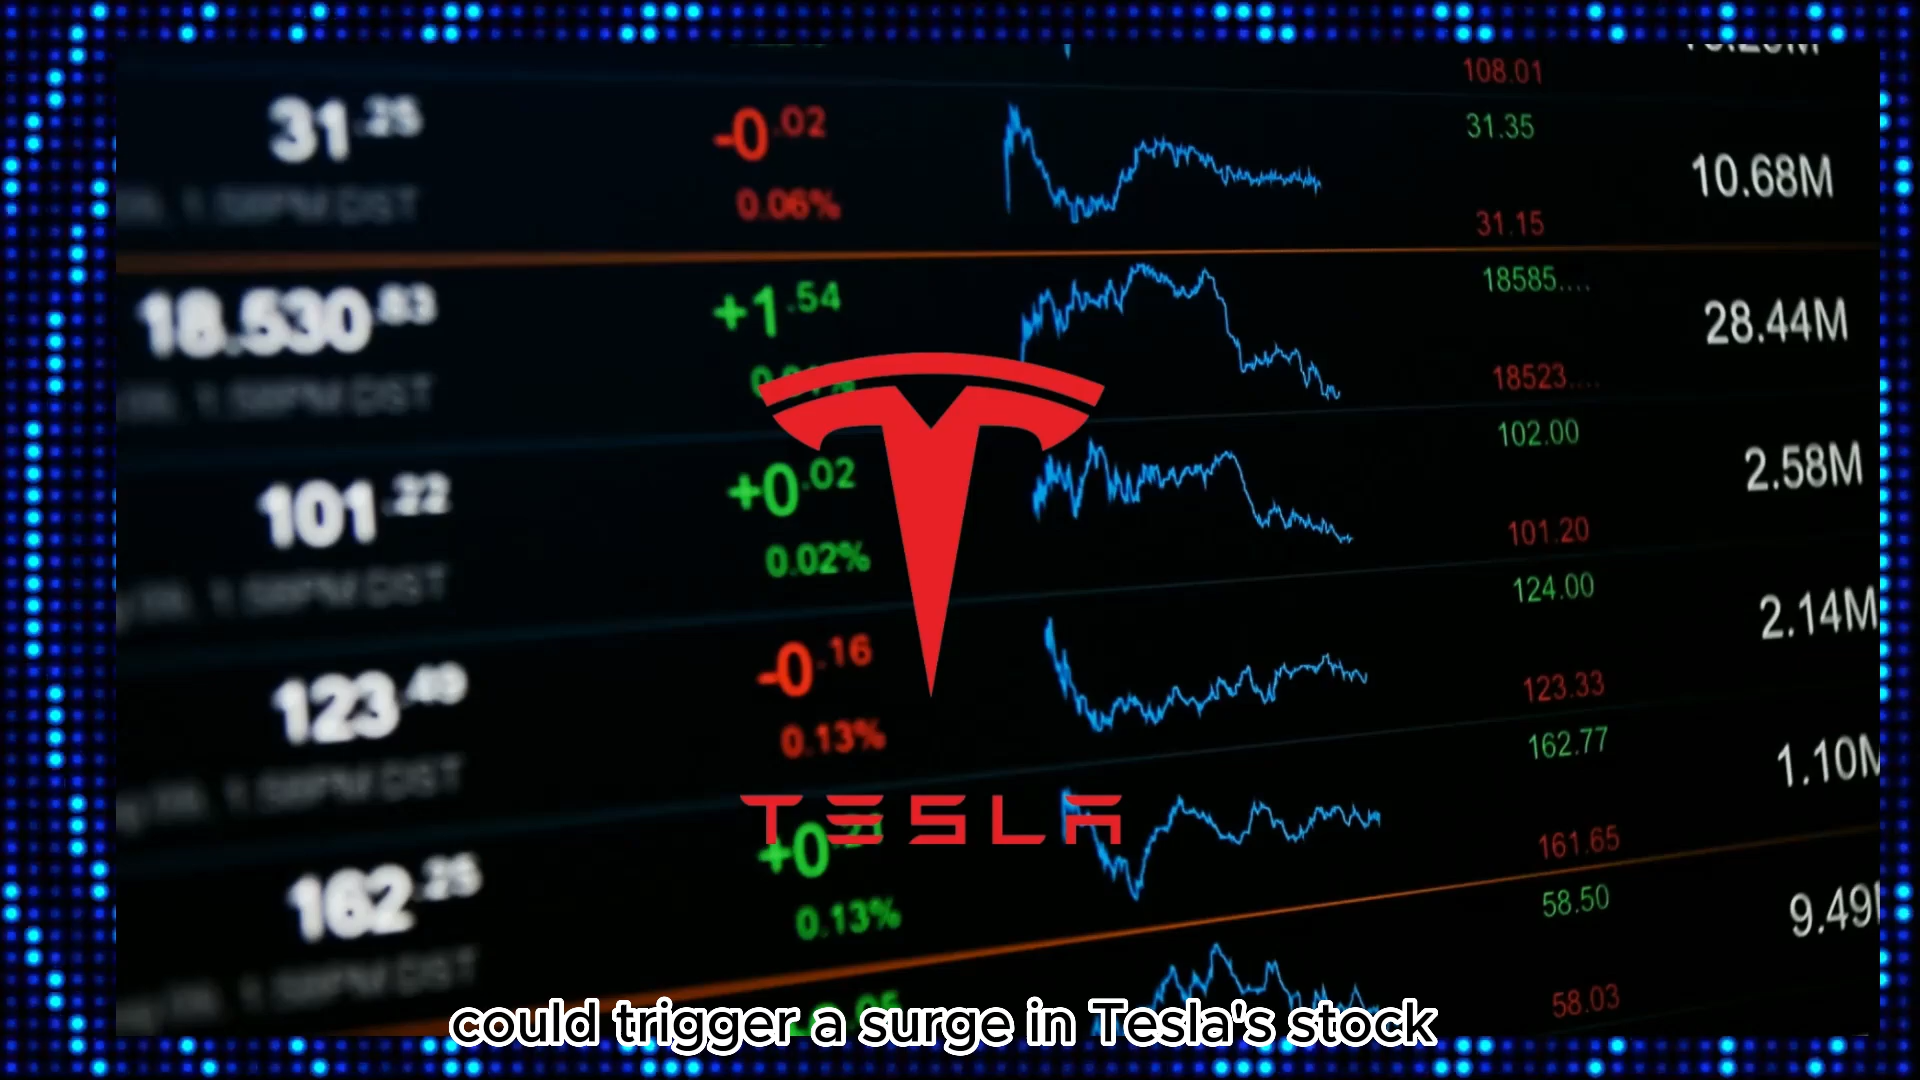 108.01
31.25 -0.02 31.35 10.68M
0.06% 31.15
18.530.83 +1.54 18585.... 28.44M
18523....
101.22 +0.02 102.00 2.58M
0.02% 101.20
123.49 -0.16 124.00 2.14M
0.13% 123.33
162.25 +0.21 162.77 1.10M
0.13% 161.65
TESLA
58.50 9.49
58.03
could trigger a surge in Tesla's stock